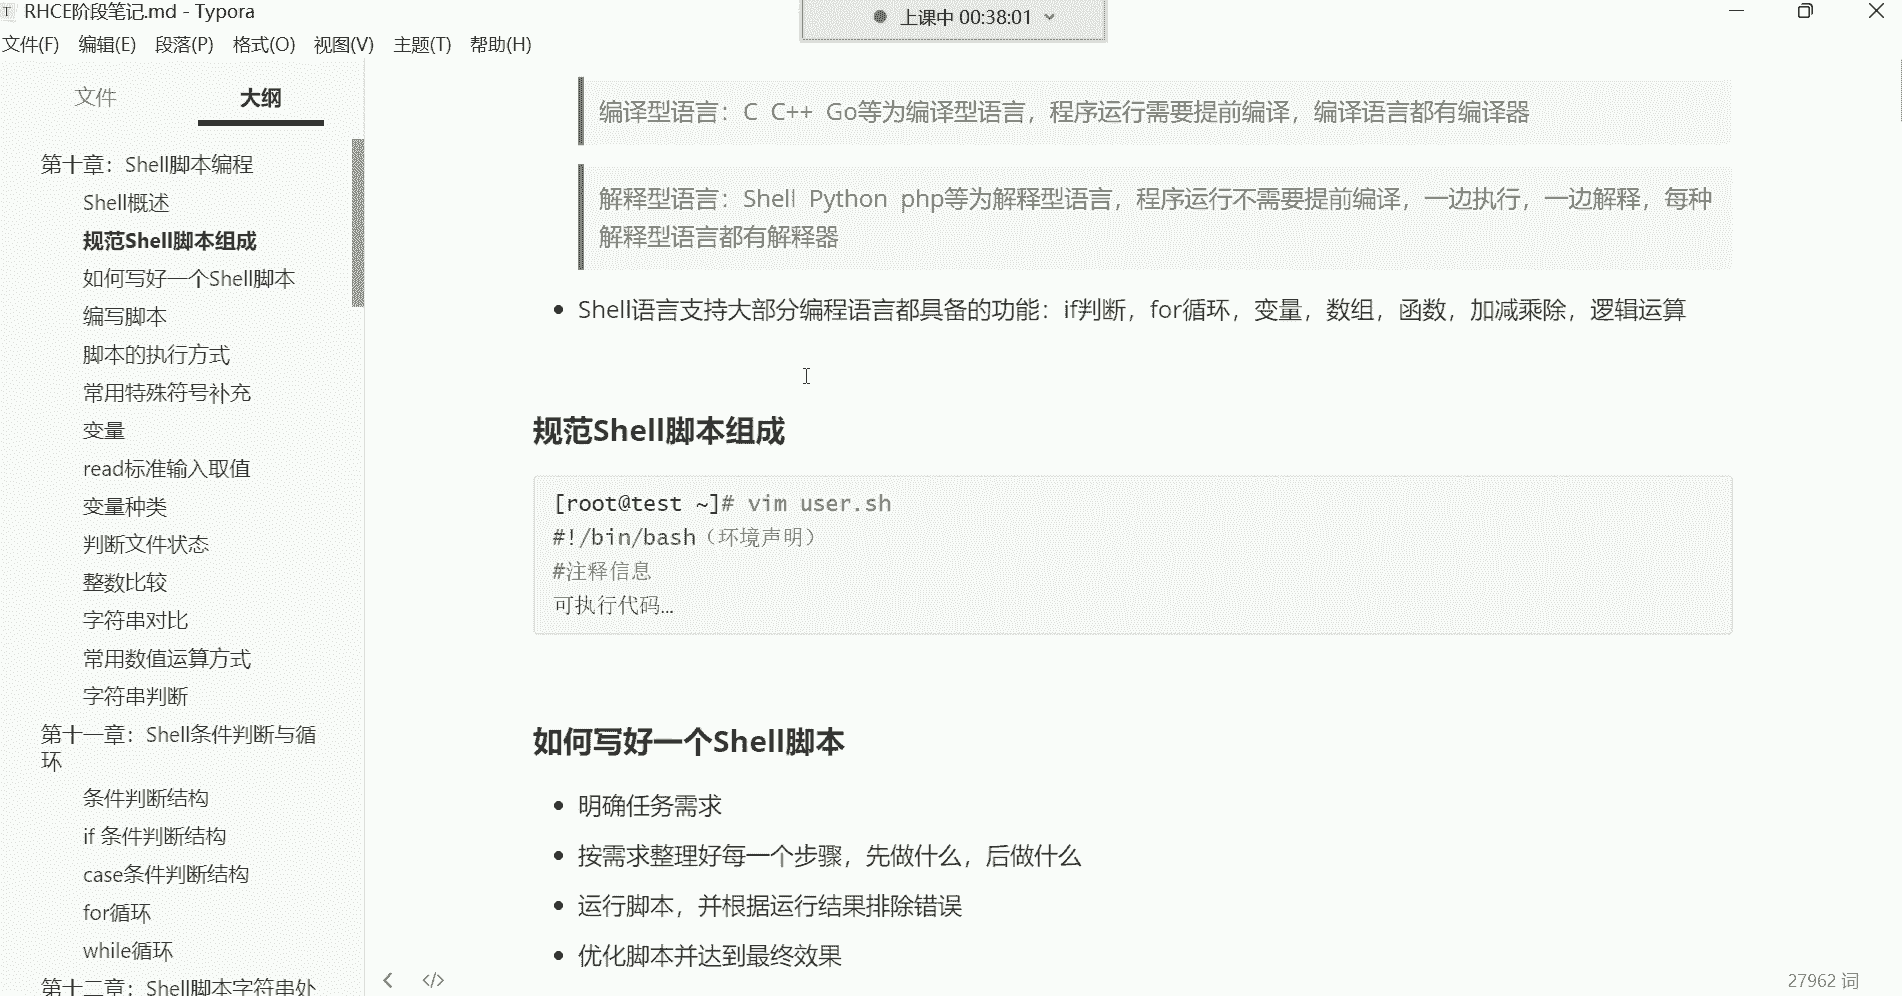 RHCE阶段笔记.md - Typora
上课中 00:38:01
文件(F) 编辑(E) 段落(P) 格式(O) 视图(V) 主题(T) 帮助(H)
文件 大纲
第十章：Shell脚本编程
Shell概述
规范Shell脚本组成
如何写好一个Shell脚本
编写脚本
脚本的执行方式
常用特殊符号补充
变量
read标准输入取值
变量种类
判断文件状态
整数比较
字符串对比
常用数值运算方式
字符串判断
第十一章：Shell条件判断与循
环
条件判断结构
if 条件判断结构
case条件判断结构
for循环
while循环
第十二章：Shell脚本字符串处
编译型语言：C C++ Go等为编译型语言，程序运行需要提前编译，编译语言都有编译器
解释型语言：Shell Python php等为解释型语言，程序运行不需要提前编译，一边执行，一边解释，每种
解释型语言都有解释器
Shell语言支持大部分编程语言都具备的功能：if判断，for循环，变量，数组，函数，加减乘除，逻辑运算
规范Shell脚本组成
[root@test ~]# vim user.sh
#!/bin/bash（环境声明）
#注释信息
可执行代码...
如何写好一个Shell脚本
明确任务需求
按需求整理好每一个步骤，先做什么，后做什么
运行脚本，并根据运行结果排除错误
优化脚本并达到最终效果
27962 词